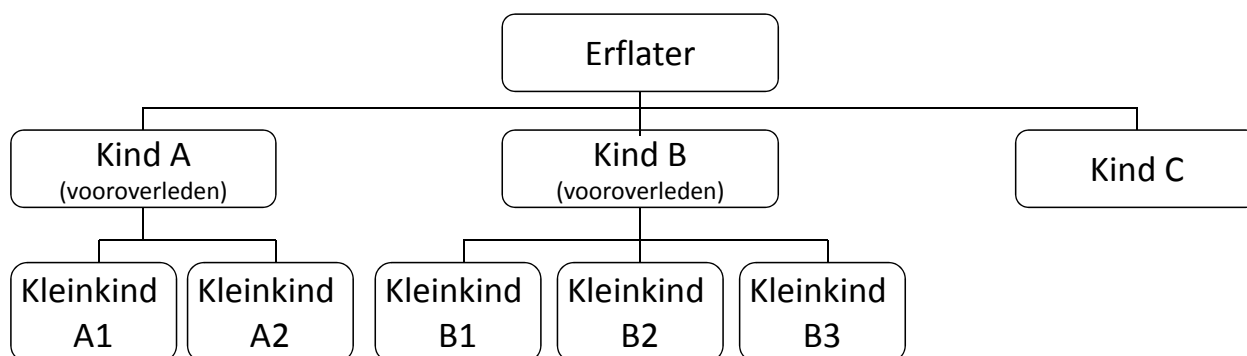 Erflater
Kind A
(vooroverleden)
Kind B
(vooroverleden)
Kind C
Kleinkind
A1
Kleinkind
A2
Kleinkind
B1
Kleinkind
B2
Kleinkind
B3